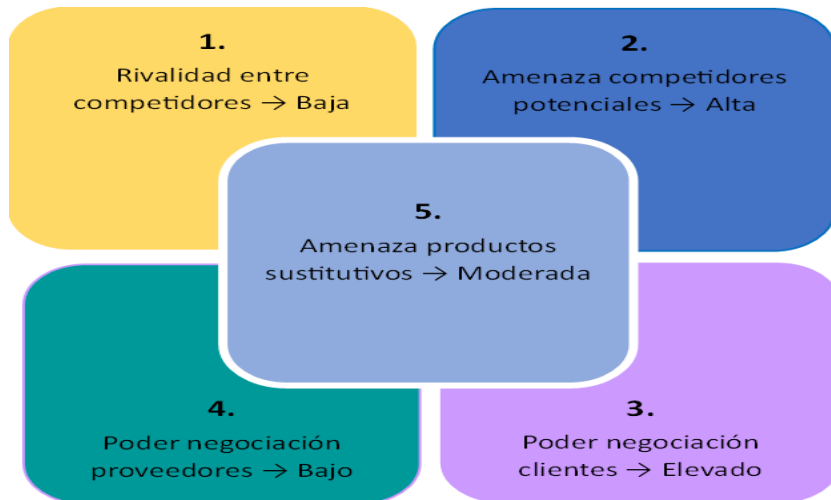 1.
Rivalidad entre
competidores → Baja
2.
Amenaza competidores
potenciales → Alta
5.
Amenaza productos
sustitutivos → Moderada
4.
Poder negociación
proveedores → Bajo
3.
Poder negociación
clientes → Elevado